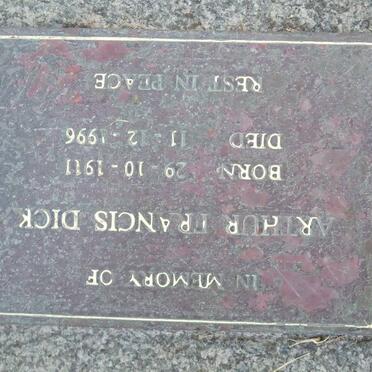 IN MEMORY OF
ARTHUR FRANCIS DICK
BORN 29-10-1911
DIED 11-12-1996
REST IN PEACE